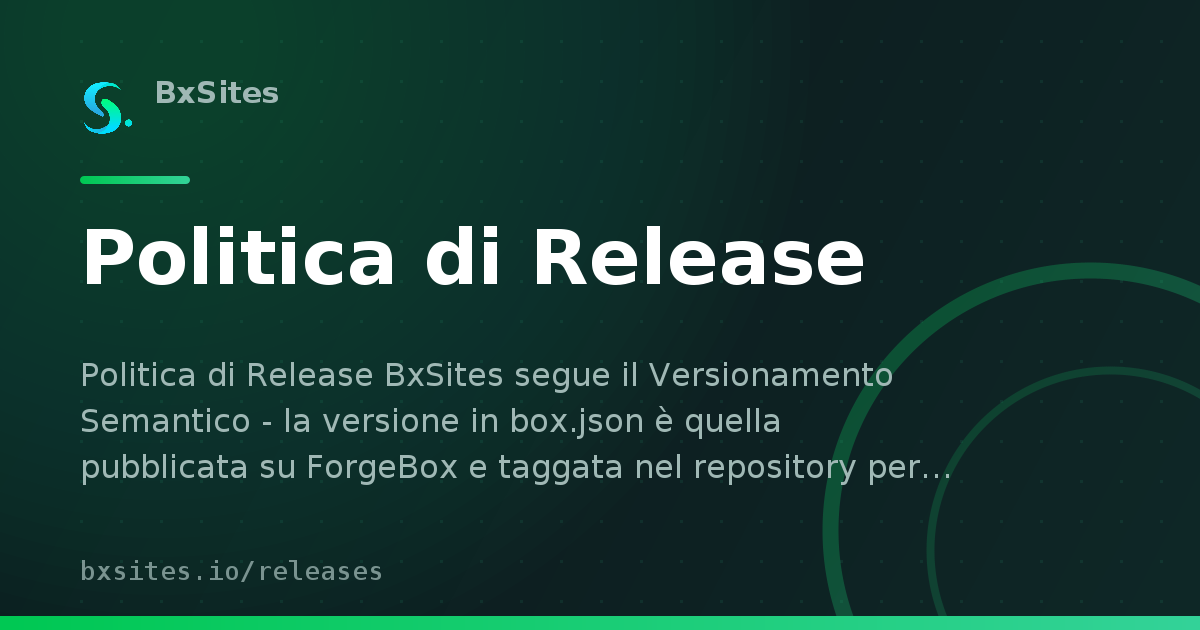 BxSites
Politica di Release
Politica di Release BxSites segue il Versionamento
Semantico - la versione in box.json è quella
pubblicata su ForgeBox e taggata nel repository per…
bxsites.io/releases